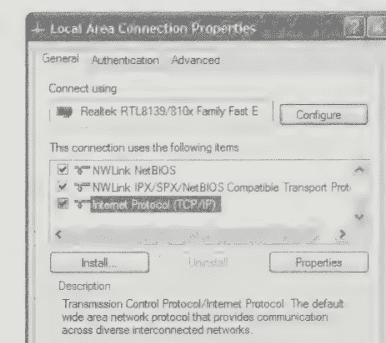 Local Area Connection Properties
General Authentication Advanced
Connect using
Realtek RTL8139/810x Family Fast E
Configure
This connection uses the following items
NWLink NetBIOS
NWLink IPX/SPX/NetBIOS Compatible Transport Prot
Internet Protocol (TCP/IP)
Install... Uninstall Properties
Description
Transmission Control Protocol/Internet Protocol The default
wide area network protocol that provides communication
across diverse interconnected networks.